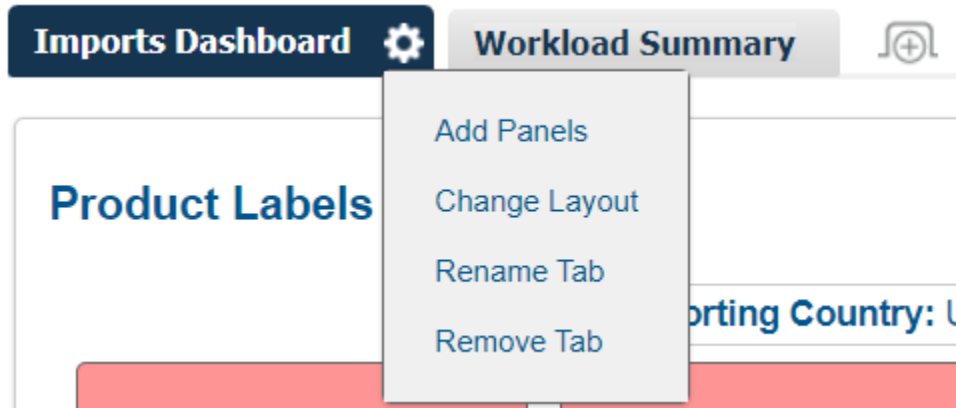 Imports Dashboard
Workload Summary
Add Panels
Product Labels
Change Layout
Rename Tab
orting Country:
Remove Tab